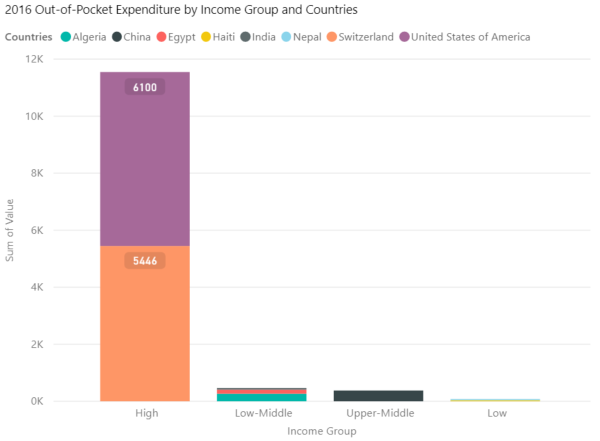 2016 Out-of-Pocket Expenditure by Income Group and Countries
Countries Algeria China Egypt Haiti India Nepal Switzerland United States of America
12K
10K
8K
6K
4K
2K
0K
Sum of Value
6100
5446
High Low-Middle Upper-Middle Low
Income Group